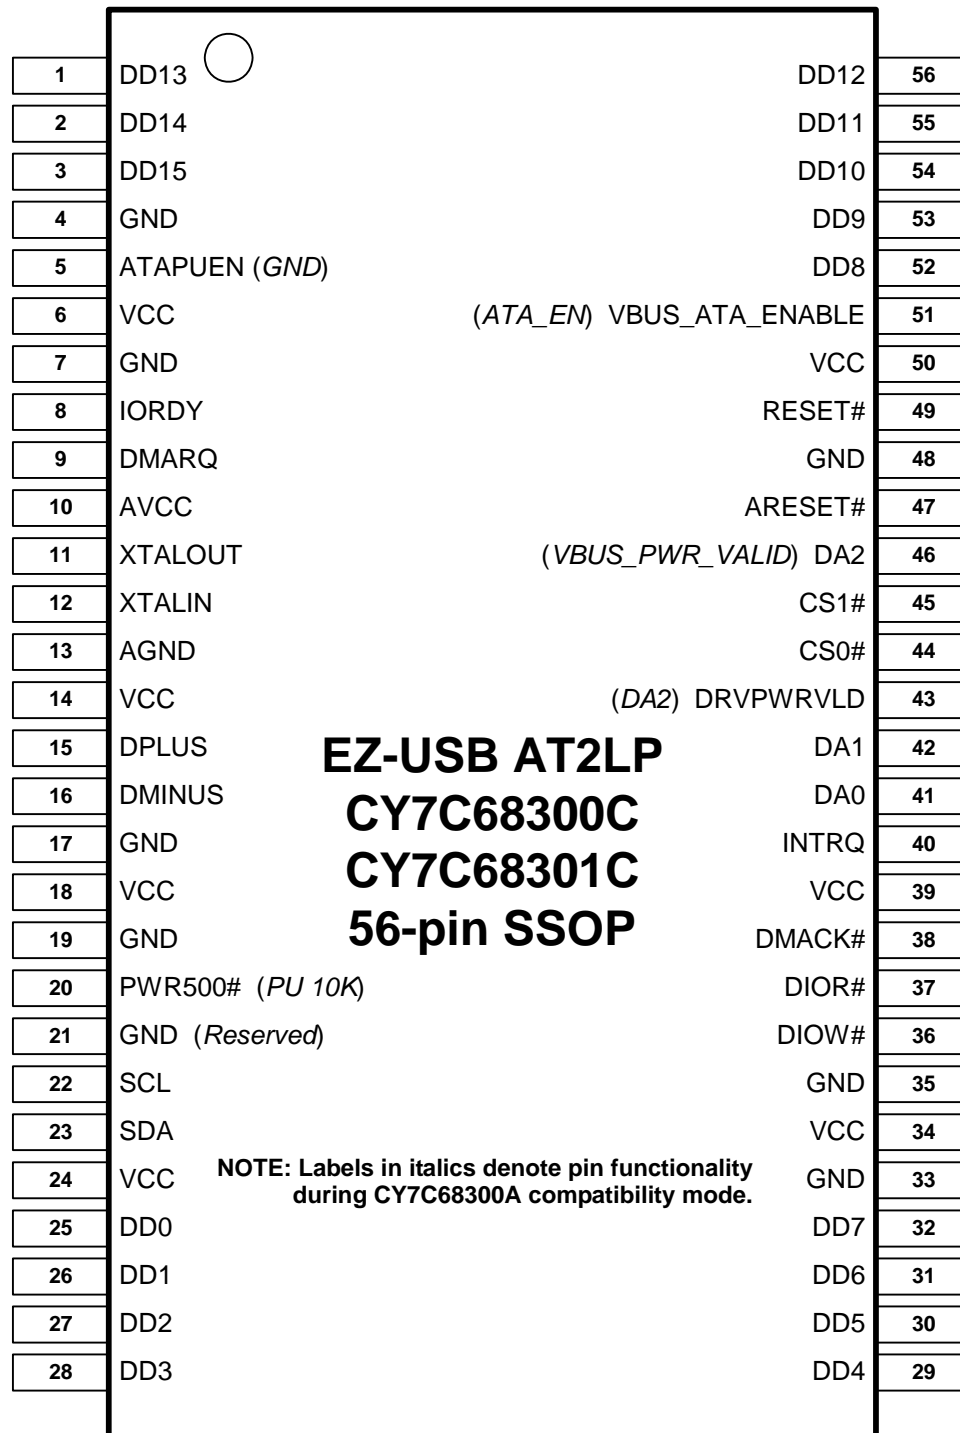 1 DD13 DD12 56
2 DD14 DD11 55
3 DD15 DD10 54
4 GND DD9 53
5 ATAPUEN (GND) DD8 52
6 VCC (ATA_EN) VBUS_ATA_ENABLE 51
7 GND VCC 50
8 IORDY RESET# 49
9 DMARQ GND 48
10 AVCC ARESET# 47
11 XTALOUT (VBUS_PWR_VALID) DA2 46
12 XTALIN CS1# 45
13 AGND CS0# 44
14 VCC (DA2) DRVPWRVLD 43
15 DPLUS DA1 42
16 DMINUS DA0 41
17 GND INTRQ 40
18 VCC VCC 39
19 GND DMACK# 38
20 PWR500# (PU 10K) DIOR# 37
21 GND (Reserved) DIOW# 36
22 SCL GND 35
23 SDA VCC 34
24 VCC GND 33
25 DD0 DD7 32
26 DD1 DD6 31
27 DD2 DD5 30
28 DD3 DD4 29
EZ-USB AT2LP
CY7C68300C
CY7C68301C
56-pin SSOP
NOTE: Labels in italics denote pin functionality
during CY7C68300A compatibility mode.